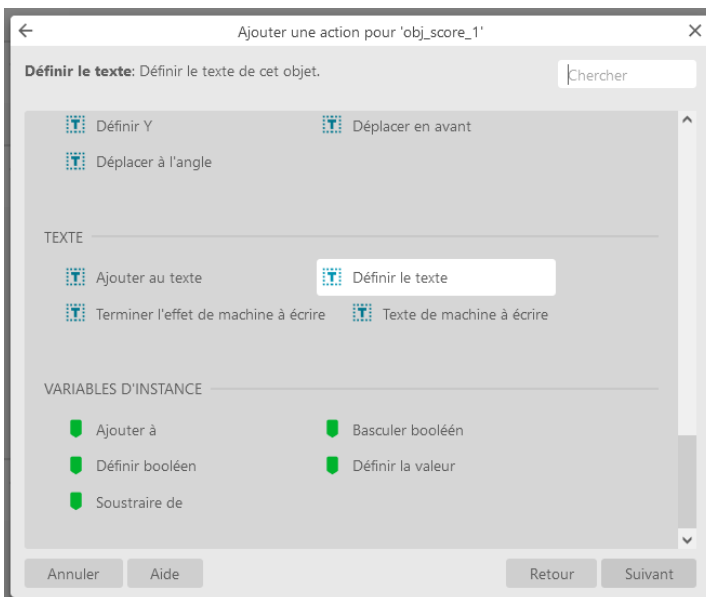 Ajouter une action pour 'obj_score_1'
Définir le texte: Définir le texte de cet objet.
Chercher
Définir Y
Déplacer en avant
Déplacer à l'angle
TEXTE
Ajouter au texte
Définir le texte
Terminer l'effet de machine à écrire
Texte de machine à écrire
VARIABLES D'INSTANCE
Ajouter à
Basculer booléén
Définir booléen
Définir la valeur
Soustraire de
Annuler
Aide
Retour
Suivant